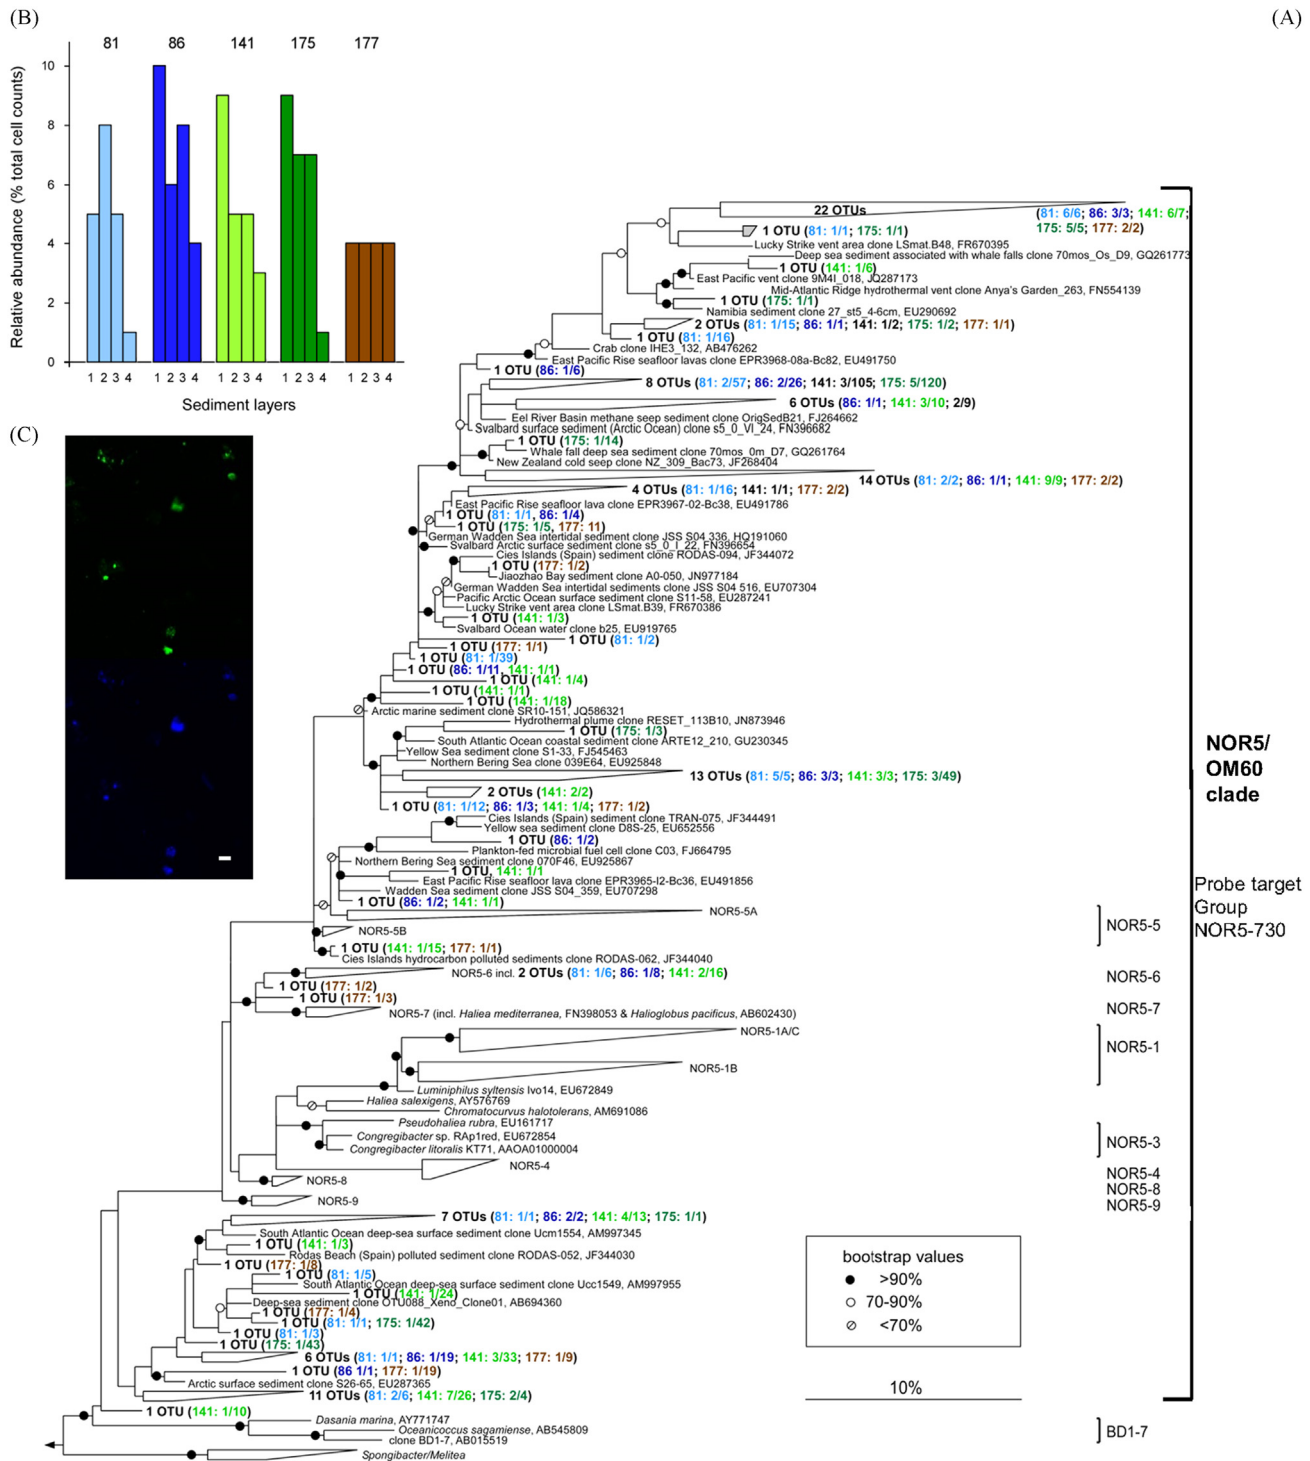 (B)
(A)
81 86 141 175 177
Relative abundance (% total cell counts)
10
8
6
4
2
0
1 2 3 4 1 2 3 4 1 2 3 4 1 2 3 4 1 2 3 4
Sediment layers
(C)
22 OTUs (81: 6/6; 86: 3/3; 141: 6/7;
175: 5/5; 177: 2/2)
1 OTU (81: 1/1; 175: 1/1)
Lucky Strike vent area clone LSmat.B48, FR670395
Deep sea sediment associated with whale falls clone 70mos_Os_D9, GQ261773
1 OTU (141: 1/6)
East Pacific vent clone 9M4I_018, JQ287173
Mid-Atlantic Ridge hydrothermal vent clone Anya's Garden_263, FN554139
1 OTU (175: 1/1)
Namibia sediment clone 27_st5_4-6cm, EU290692
2 OTUs (81: 1/15; 86: 1/1; 141: 1/2; 175: 1/2; 177: 1/1)
1 OTU (81: 1/16)
Crab clone IHE3_132, AB476262
East Pacific Rise seafloor lavas clone EPR3968-08a-Bc82, EU491750
1 OTU (86: 1/6)
8 OTUs (81: 2/57; 86: 2/26; 141: 3/105; 175: 5/120)
6 OTUs (86: 1/1; 141: 3/10; 2/9)
Eel River Basin methane seep sediment clone OrigSedB21, FJ264662
Svalbard surface sediment (Arctic Ocean) clone s5_0_VI_24, FN396682
1 OTU (175: 1/14)
Whale fall deep sea sediment clone 70mos_0m_D7, GQ261764
New Zealand cold seep clone NZ_309_Bac73, JF268404
14 OTUs (81: 2/2; 86: 1/1; 141: 9/9; 177: 2/2)
4 OTUs (81: 1/16; 141: 1/1; 177: 2/2)
East Pacific Rise seafloor lava clone EPR3967-02-Bc38, EU491786
1 OTU (81: 1/1, 86: 1/4)
1 OTU (175: 1/5, 177: 11)
German Wadden Sea intertidal sediment clone JSS S04 336, HQ191060
Svalbard Arctic surface sediment clone s5_0_I_22, FN396654
Cies Islands (Spain) sediment clone RODAS-094, JF344072
1 OTU (177: 1/2)
Jiaozhao Bay sediment clone A0-050, JN977184
German Wadden Sea intertidal sediments clone JSS S04 516, EU707304
Pacific Arctic Ocean surface sediment clone S11-58, EU287241
Lucky Strike vent area clone LSmat.B39, FR670386
1 OTU (141: 1/3)
Svalbard Ocean water clone b25, EU919765
1 OTU (81: 1/2)
1 OTU (177: 1/1)
1 OTU (81: 1/39)
1 OTU (86: 1/11, 141: 1/1)
1 OTU (141: 1/4)
1 OTU (141: 1/1)
1 OTU (141: 1/18)
Arctic marine sediment clone SR10-151, JQ586321
Hydrothermal plume clone RESET_113B10, JN873946
1 OTU (175: 1/3)
South Atlantic Ocean coastal sediment clone ARTE12_210, GU230345
Yellow Sea sediment clone S1-33, FJ545463
Northern Bering Sea clone 039E64, EU925848
13 OTUs (81: 5/5; 86: 3/3; 141: 3/3; 175: 3/49)
2 OTUs (141: 2/2)
1 OTU (81: 1/12; 86: 1/3; 141: 1/4; 177: 1/2)
Cies Islands (Spain) sediment clone TRAN-075, JF344491
Yellow sea sediment clone D8S-25, EU652556
1 OTU (86: 1/2)
Plankton-fed microbial fuel cell clone C03, FJ664795
Northern Bering Sea sediment clone 070F46, EU925867
1 OTU, 141: 1/1
East Pacific Rise seafloor lava clone EPR3965-I2-Bc36, EU491856
Wadden Sea sediment clone JSS S04_359, EU707298
1 OTU (86: 1/2; 141: 1/1)
NOR5-5A
NOR5-5B
1 OTU (141: 1/15; 177: 1/1)
Cies Islands hydrocarbon polluted sediments clone RODAS-062, JF344040
NOR5-6 incl. 2 OTUs (81: 1/6; 86: 1/8; 141: 2/16)
1 OTU (177: 1/2)
1 OTU (177: 1/3)
NOR5-7 (incl. Haliea mediterranea, FN398053 & Halioglobus pacificus, AB602430)
NOR5-1A/C
NOR5-1B
Luminiphilus syltensis Ivo14, EU672849
Haliea salexigens, AY576769
Chromatocurvus halotolerans, AM691086
Pseudohaliea rubra, EU161717
Congregibacter sp. RAp1red, EU672854
Congregibacter litoralis KT71, AAOA01000004
NOR5-4
NOR5-8
NOR5-9
7 OTUs (81: 1/1; 86: 2/2; 141: 4/13; 175: 1/1)
South Atlantic Ocean deep-sea surface sediment clone Ucm1554, AM997345
1 OTU (141: 1/3)
Rodas Beach (Spain) polluted sediment clone RODAS-052, JF344030
1 OTU (177: 1/8)
1 OTU (81: 1/5)
South Atlantic Ocean deep-sea surface sediment clone Ucc1549, AM997955
1 OTU (141: 1/24)
Deep-sea sediment clone OTU088_Xeno_Clone01, AB694360
1 OTU (177: 1/4)
1 OTU (81: 1/1; 175: 1/42)
1 OTU (81: 1/3)
1 OTU (175: 1/43)
6 OTUs (81: 1/1; 86: 1/19; 141: 3/33; 177: 1/9)
1 OTU (86 1/1; 177: 1/19)
Arctic surface sediment clone S26-65, EU287365
11 OTUs (81: 2/6; 141: 7/26; 175: 2/4)
1 OTU (141: 1/10)
Dasania marina, AY771747
Oceanicoccus sagamiense, AB545809
clone BD1-7, AB015519
Spongibacter/Melitea
NOR5/
OM60
clade
Probe target
Group
NOR5-730
NOR5-5
NOR5-6
NOR5-7
NOR5-1
NOR5-3
NOR5-4
NOR5-8
NOR5-9
BD1-7
bootstrap values
>90%
70-90%
<70%
10%